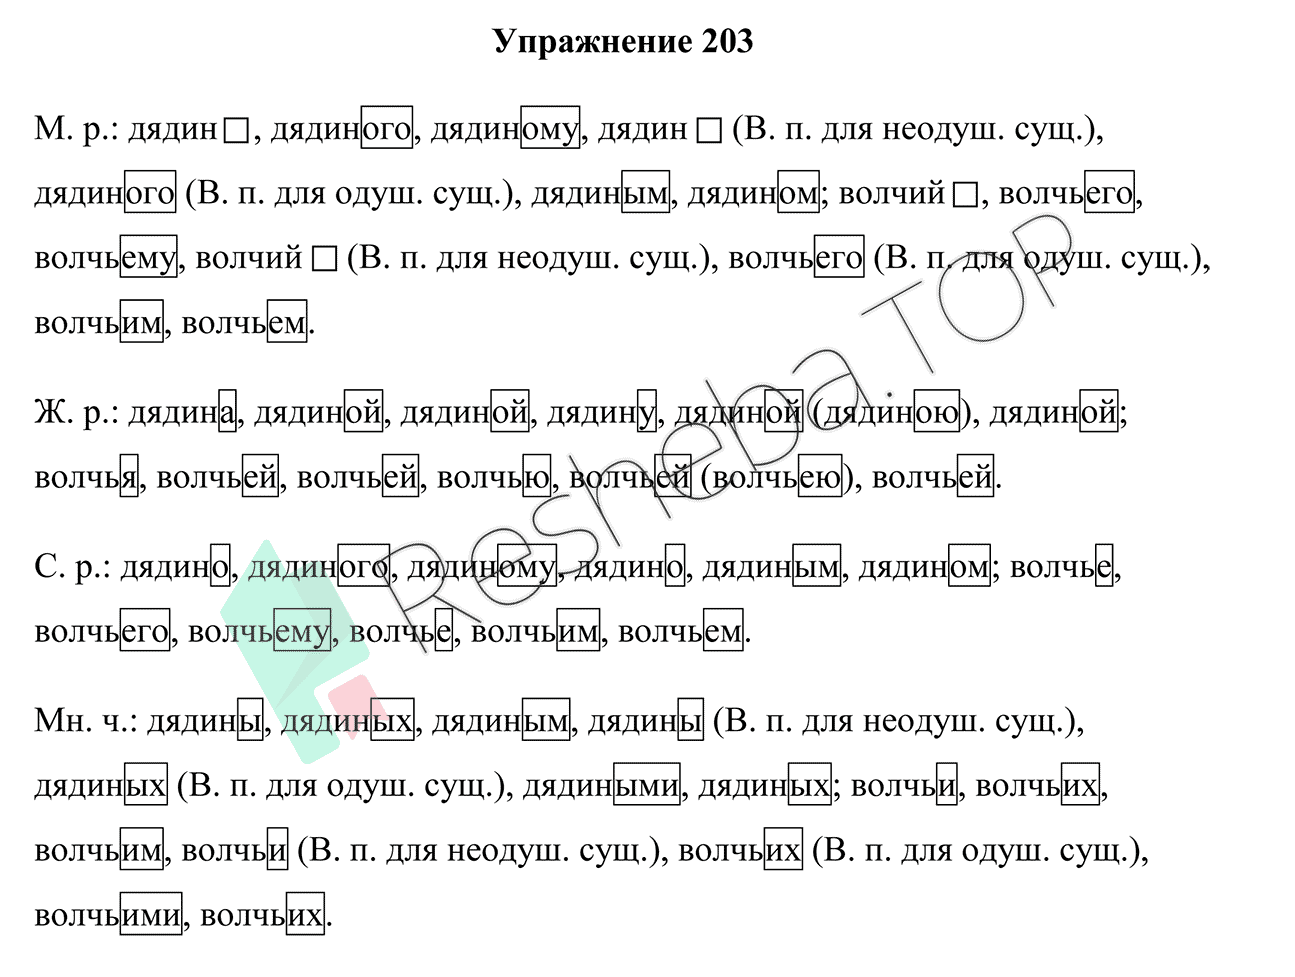 Упражнение 203
М. р.: дядин , дядиного, дядиному, дядин (В. п. для неодуш. сущ.),
дядиного (В. п. для одуш. сущ.), дядиным, дядином; волчий , волчьего,
волчьему, волчий (В. п. для неодуш. сущ.), волчьего (В. п. для одуш. сущ.),
волчьим, волчьем.
Ж. р.: дядина, дядиной, дядиной, дядину, дядиной (дядиною), дядиной;
волчья, волчьей, волчьей, волчью, волчьей (волчьею), волчьей.
С. р.: дядино, дядиного, дядиному, дядино, дядиным, дядином; волчье,
волчьего, волчьему, волчье, волчьим, волчьем.
Мн. ч.: дядины, дядиных, дядиным, дядины (В. п. для неодуш. сущ.),
дядиных (В. п. для одуш. сущ.), дядиными, дядиных; волчьи, волчьих,
волчьим, волчьи (В. п. для неодуш. сущ.), волчьих (В. п. для одуш. сущ.),
волчьими, волчьих.
Resheba.TOP